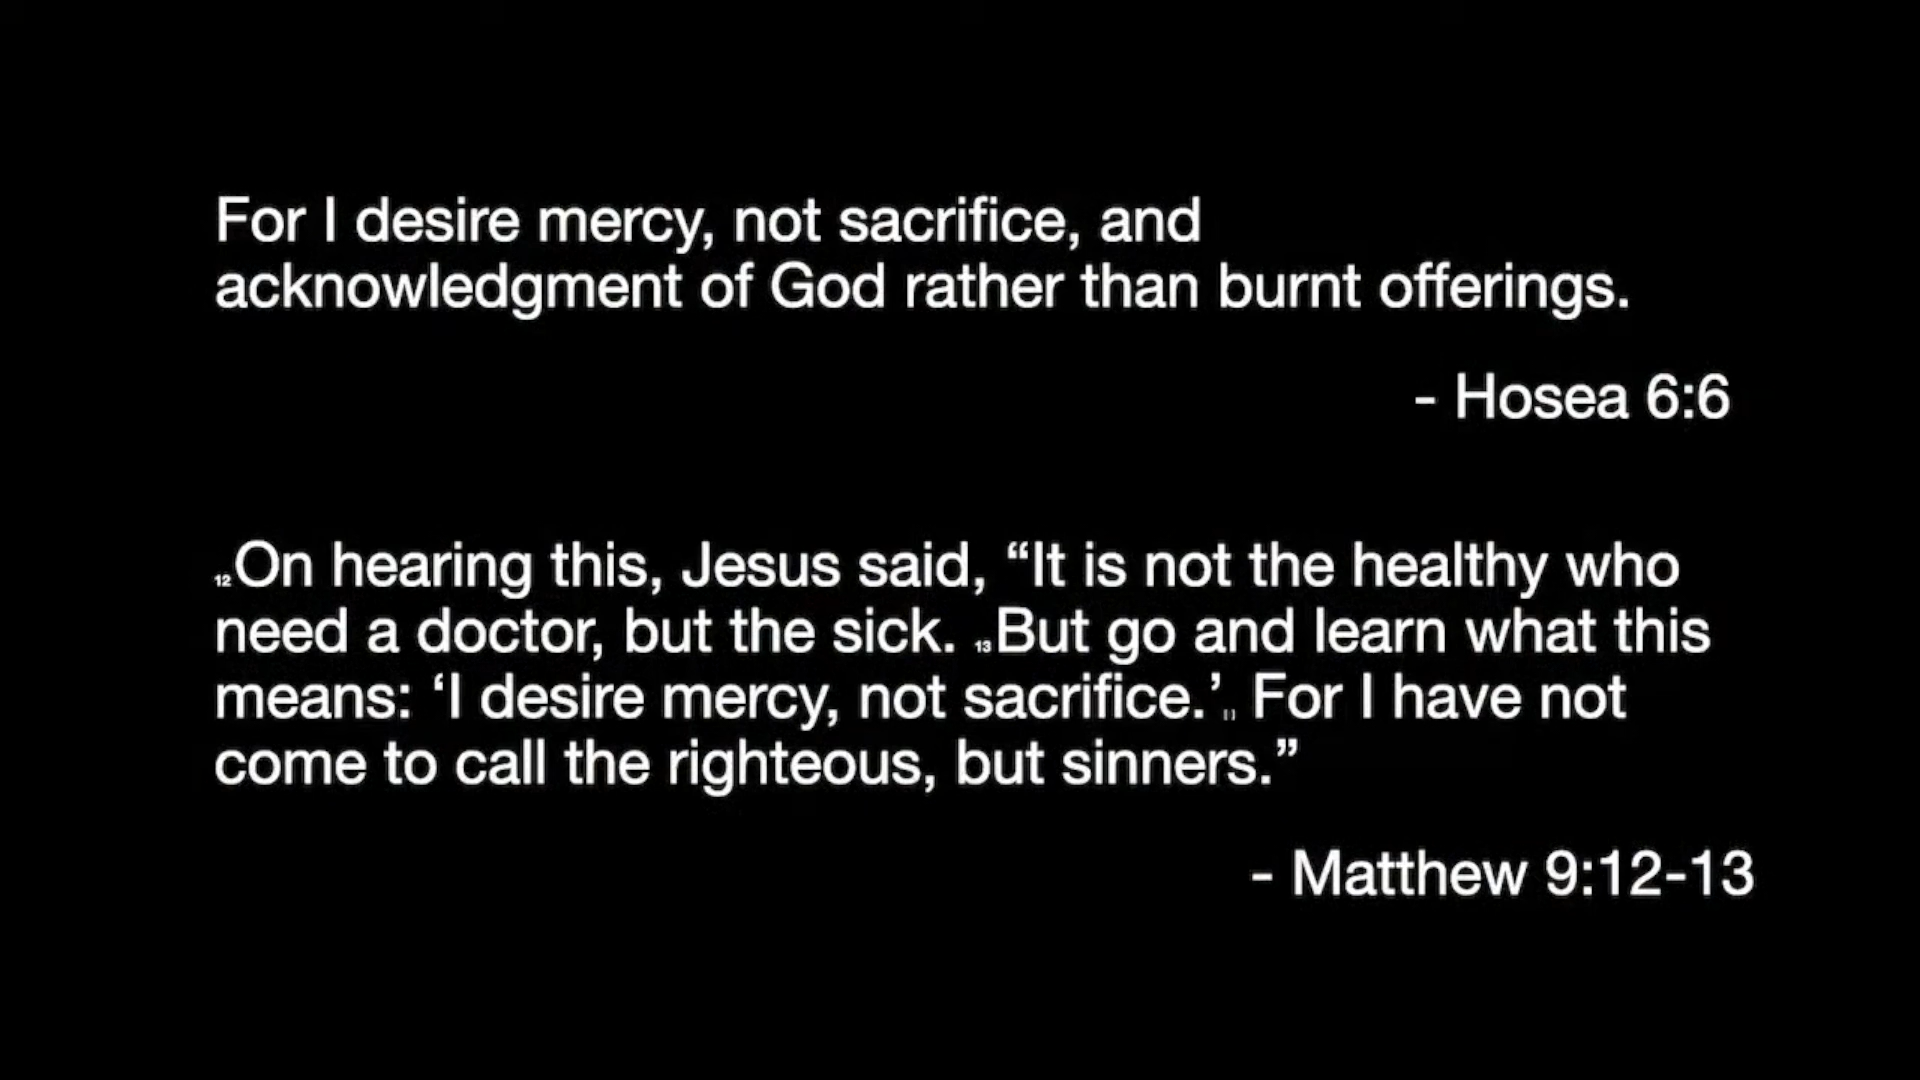 For I desire mercy, not sacrifice, and
acknowledgment of God rather than burnt offerings.
- Hosea 6:6
12On hearing this, Jesus said, “It is not the healthy who
need a doctor, but the sick. 13But go and learn what this
means: ‘I desire mercy, not sacrifice.’[] For I have not
come to call the righteous, but sinners.”
- Matthew 9:12-13